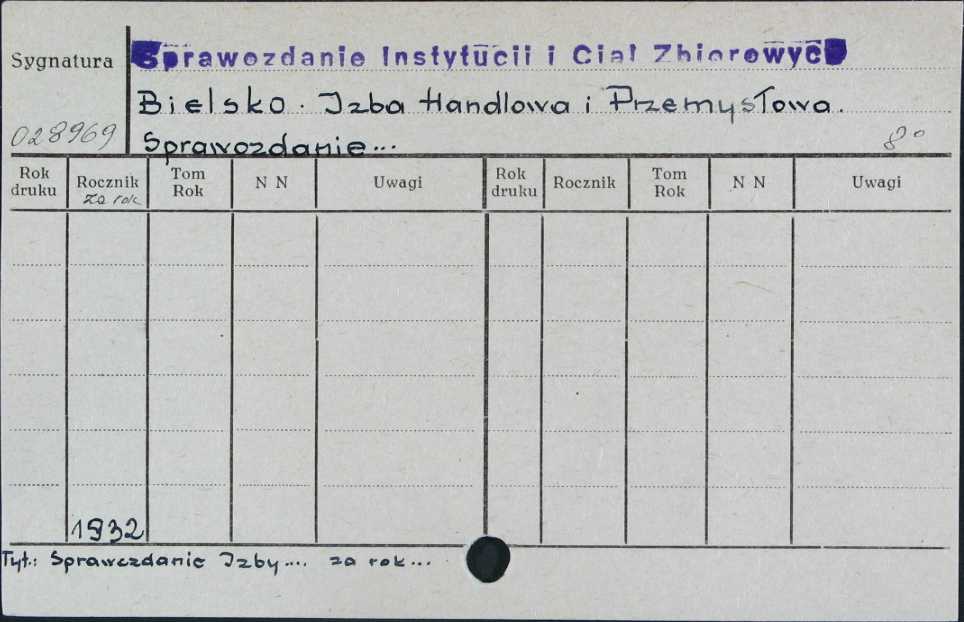 Sygnatura
Sprawozdanie Instytucji i Ciał Zbiorowych
Bielsko. Izba Handlowa i Przemysłowa.
028969
Sprawozdanie...
8°
Rok druku
Rocznik
za rok
Tom Rok
N N
Uwagi
Rok druku
Rocznik
Tom Rok
N N
Uwagi
1932
Tyt.: Sprawozdanie Izby.... za rok...